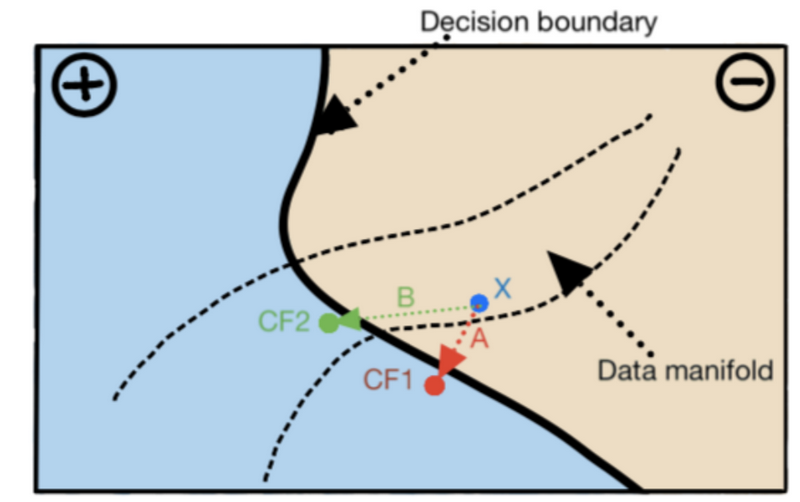 Decision boundary
+
−
B
X
CF2
A
CF1
Data manifold